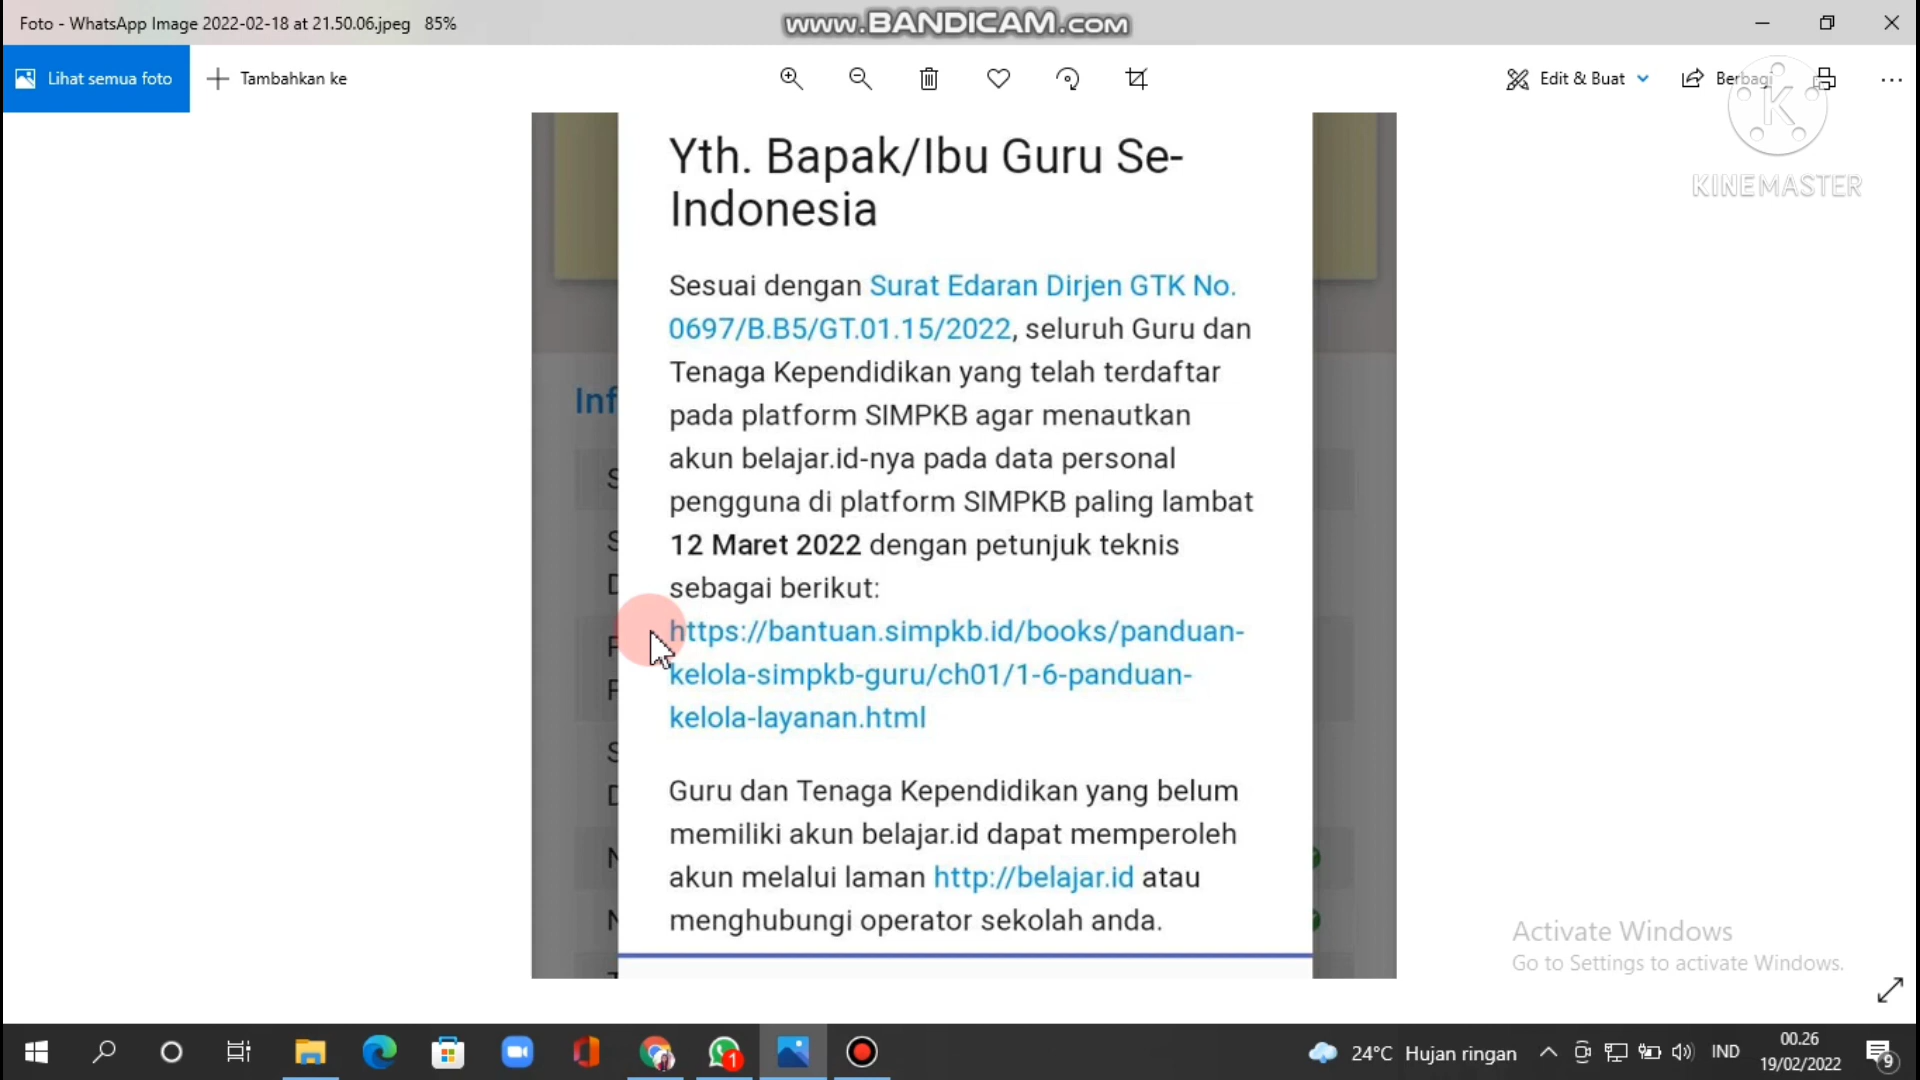 Foto - WhatsApp Image 2022-02-18 at 21.50.06.jpeg 85%
www.BANDICAM.com
Lihat semua foto
Tambahkan ke
Edit & Buat
Berbagi
K
KINEMASTER
Yth. Bapak/Ibu Guru Se-
Indonesia
Sesuai dengan Surat Edaran Dirjen GTK No.
0697/B.B5/GT.01.15/2022, seluruh Guru dan
Tenaga Kependidikan yang telah terdaftar
pada platform SIMPKB agar menautkan
akun belajar.id-nya pada data personal
pengguna di platform SIMPKB paling lambat
12 Maret 2022 dengan petunjuk teknis
sebagai berikut:
https://bantuan.simpkb.id/books/panduan-
kelola-simpkb-guru/ch01/1-6-panduan-
kelola-layanan.html
Guru dan Tenaga Kependidikan yang belum
memiliki akun belajar.id dapat memperoleh
akun melalui laman http://belajar.id atau
menghubungi operator sekolah anda.
Inf
Activate Windows
Go to Settings to activate Windows.
1
24°C Hujan ringan
IND
00.26
19/02/2022
9